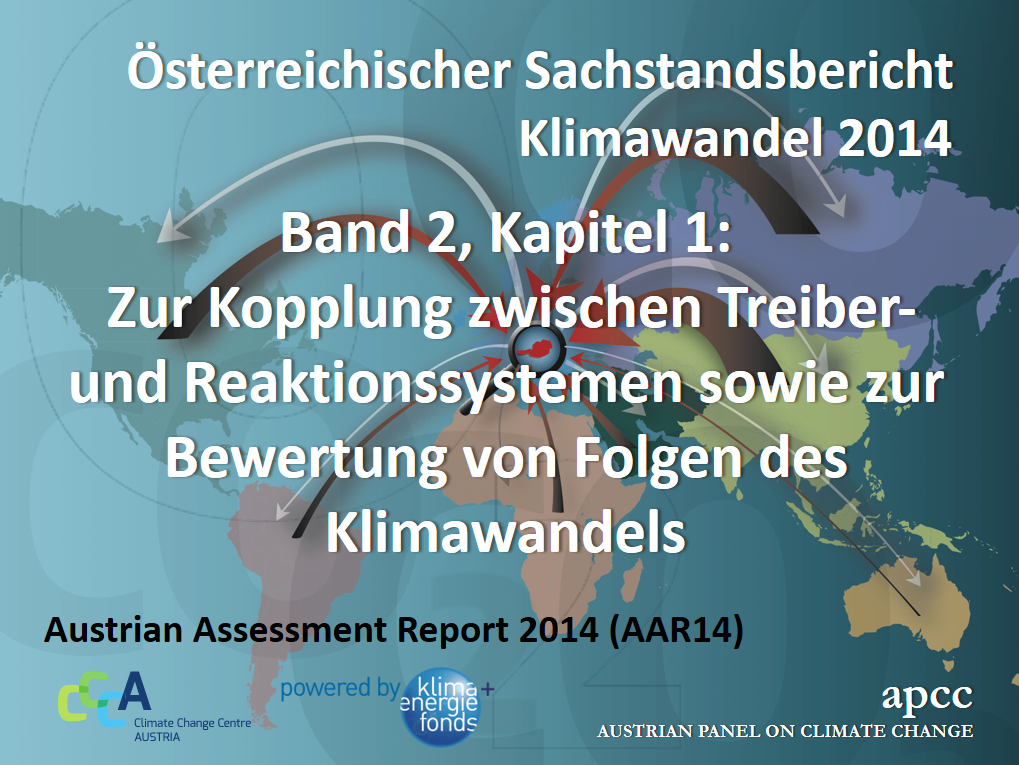 Österreichischer Sachstandsbericht
Klimawandel 2014
Band 2, Kapitel 1:
Zur Kopplung zwischen Treiber-
und Reaktionssystemen sowie zur
Bewertung von Folgen des
Klimawandels
Austrian Assessment Report 2014 (AAR14)
CCCA
Climate Change Centre
AUSTRIA
powered by
klima+
energie
fonds
apcc
AUSTRIAN PANEL ON CLIMATE CHANGE